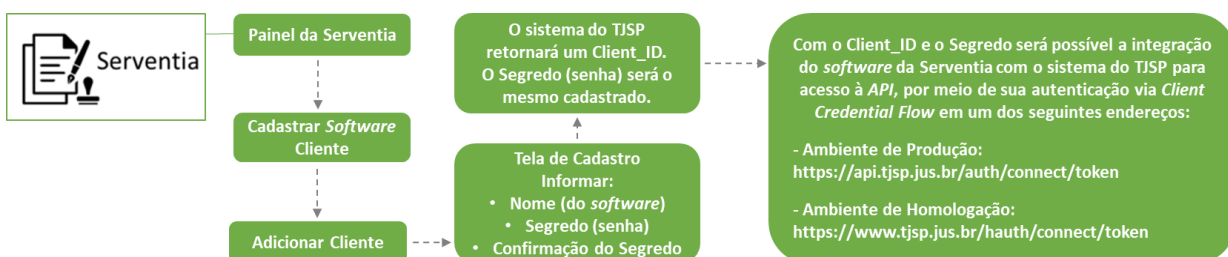 Serventia
Painel da Serventia
Cadastrar Software
Cliente
Adicionar Cliente
Tela de Cadastro
Informar:
• Nome (do software)
• Segredo (senha)
• Confirmação do Segredo
O sistema do TJSP
retornará um Client_ID.
O Segredo (senha) será o
mesmo cadastrado.
Com o Client_ID e o Segredo será possível a integração
do software da Serventia com o sistema do TJSP para
acesso à API, por meio de sua autenticação via Client
Credential Flow em um dos seguintes endereços:
- Ambiente de Produção:
https://api.tjsp.jus.br/auth/connect/token
- Ambiente de Homologação:
https://www.tjsp.jus.br/hauth/connect/token